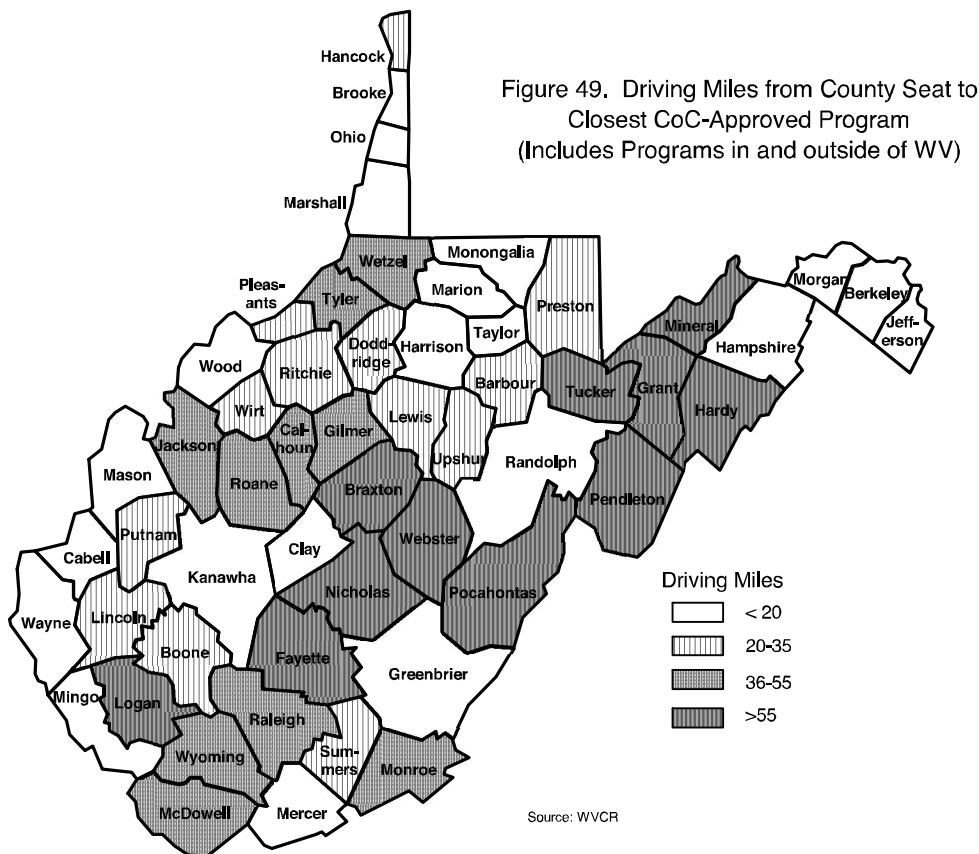 Hancock
Brooke
Ohio
Marshall
Figure 49.  Driving Miles from County Seat to
Closest CoC-Approved Program
(Includes Programs in and outside of WV)
Wetzel
Monongalia
Marion
Pleas-
ants
Tyler
Preston
Morgan
Berkeley
Jeff-
erson
Mineral
Hampshire
Wood
Ritchie
Dodd-
ridge
Harrison
Taylor
Barbour
Tucker
Grant
Hardy
Wirt
Lewis
Upshur
Cal-
houn
Gilmer
Jackson
Roane
Randolph
Mason
Braxton
Pendleton
Putnam
Webster
Cabell
Clay
Kanawha
Nicholas
Pocahontas
Wayne
Lincoln
Boone
Fayette
Greenbrier
Mingo
Logan
Raleigh
Wyoming
Sum-
mers
Monroe
McDowell
Mercer
Driving Miles
< 20
20-35
36-55
>55
Source: WVCR